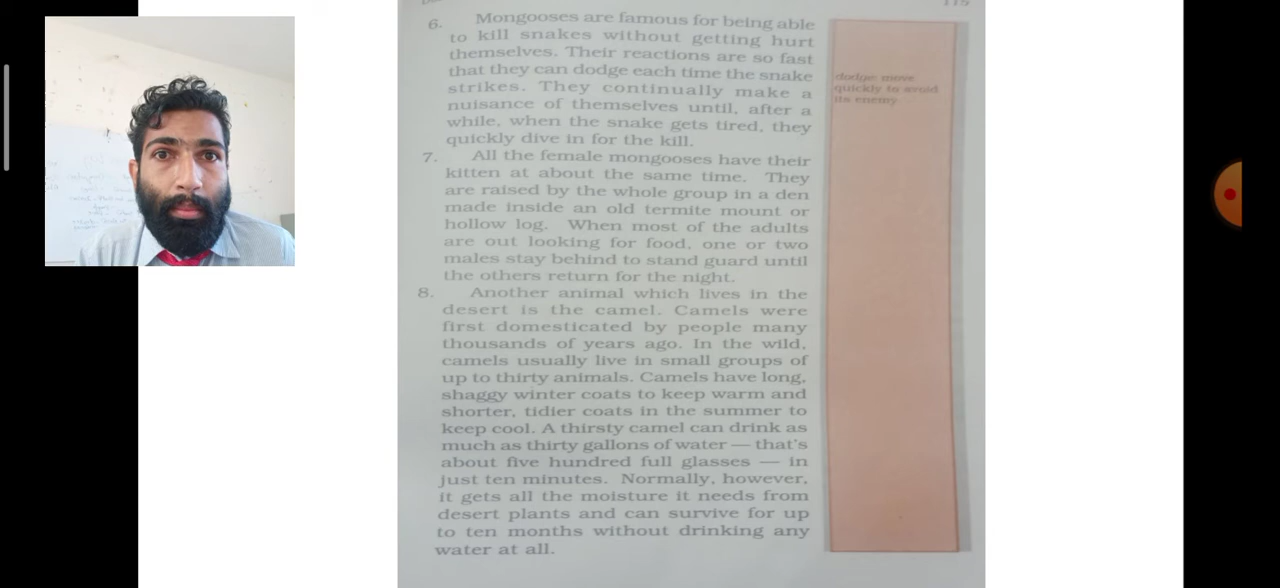 115
6. Mongooses are famous for being able
to kill snakes without getting hurt
themselves. Their reactions are so fast
that they can dodge each time the snake
strikes. They continually make a
nuisance of themselves until, after a
while, when the snake gets tired, they
quickly dive in for the kill.
7. All the female mongooses have their
kitten at about the same time. They
are raised by the whole group in a den
made inside an old termite mount or
hollow log. When most of the adults
are out looking for food, one or two
males stay behind to stand guard until
the others return for the night.
8. Another animal which lives in the
desert is the camel. Camels were
first domesticated by people many
thousands of years ago. In the wild,
camels usually live in small groups of
up to thirty animals. Camels have long,
shaggy winter coats to keep warm and
shorter, tidier coats in the summer to
keep cool. A thirsty camel can drink as
much as thirty gallons of water — that's
about five hundred full glasses — in
just ten minutes. Normally, however,
it gets all the moisture it needs from
desert plants and can survive for up
to ten months without drinking any
water at all.
dodge: move
quickly to avoid
its enemy